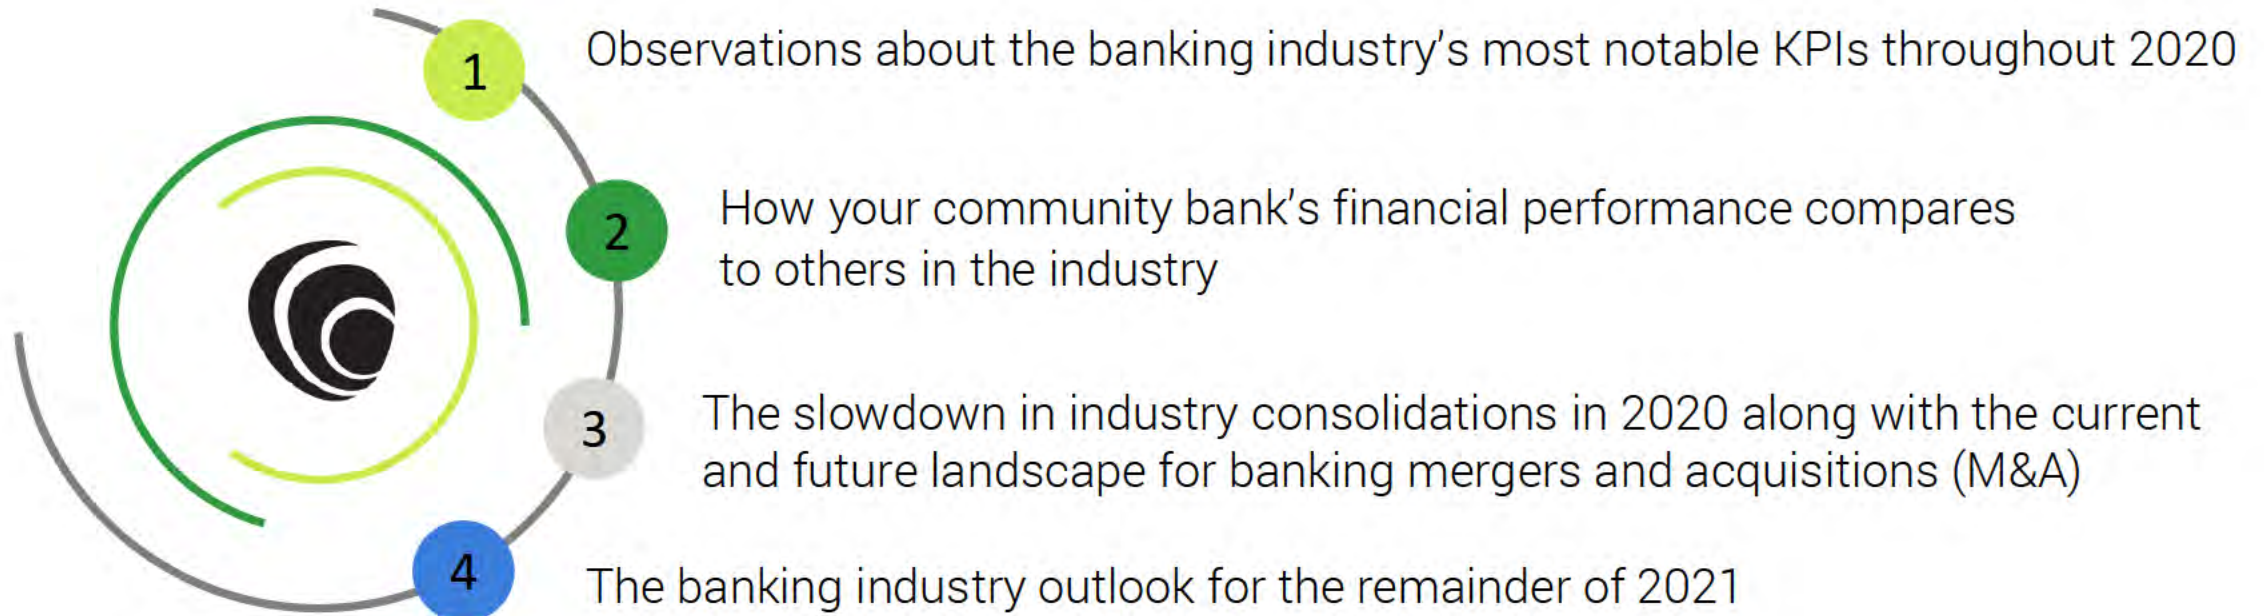 1
Observations about the banking industry's most notable KPIs throughout 2020
2
How your community bank's financial performance compares
to others in the industry
3
The slowdown in industry consolidations in 2020 along with the current
and future landscape for banking mergers and acquisitions (M&A)
4
The banking industry outlook for the remainder of 2021